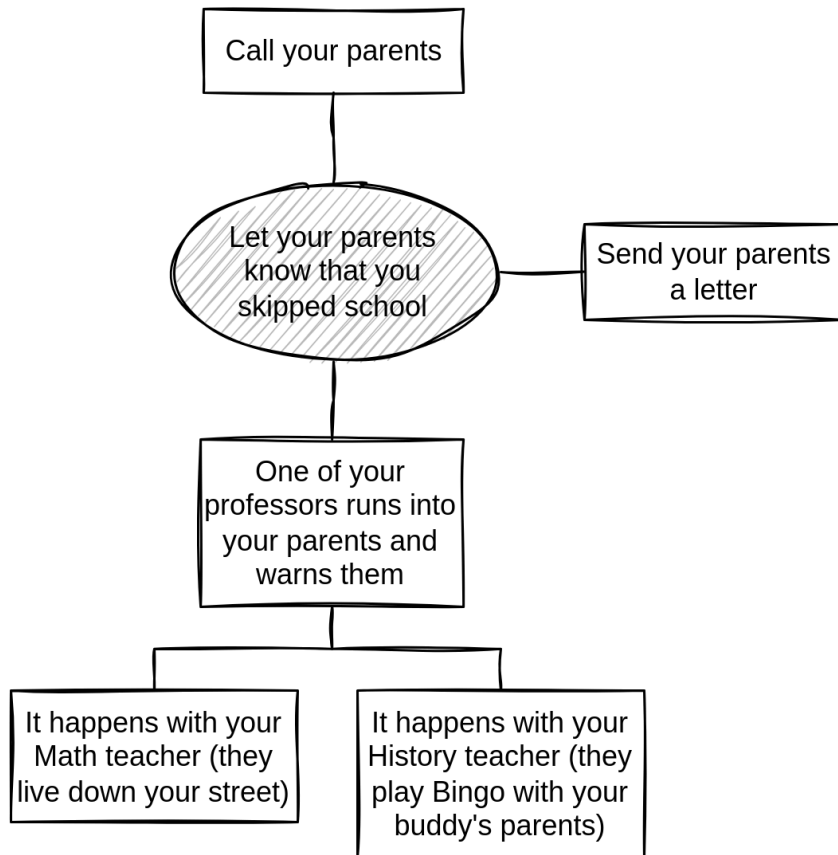 Call your parents
Let your parents
know that you
skipped school
Send your parents
a letter
One of your
professors runs into
your parents and
warns them
It happens with your
Math teacher (they
live down your street)
It happens with your
History teacher (they
play Bingo with your
buddy's parents)